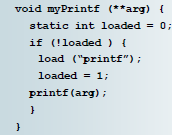 void myPrintf (**arg) {
static int loaded = 0;
if (!loaded ) {
load (“printf”);
loaded = 1;
printf(arg);
}
}